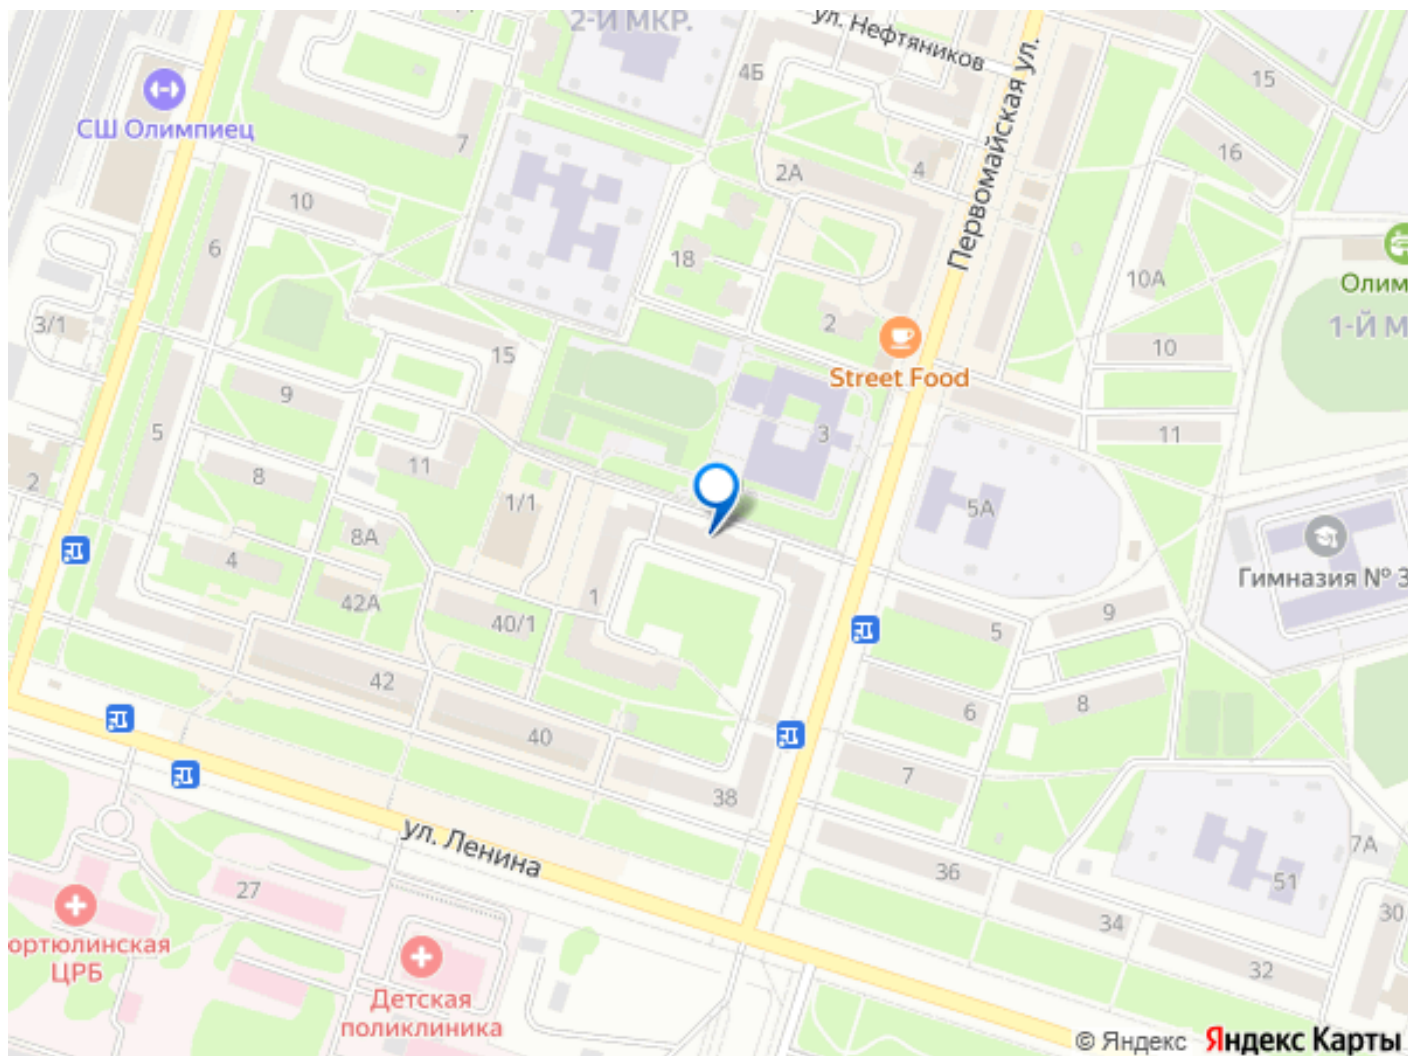 2-Й МКР.
ул. Нефтяников
4Б
15
СШ Олимпиец
7
Первомайская ул.
16
2А
4
10
6
18
10А
Олим
3/1
2
1-Й М
15
10
Street Food
9
5
3
11
11
8
2
1/1
5А
8А
Гимназия № 3
4
42А
1
40/1
5
9
42
6
8
40
7
38
ул. Ленина
7А
36
27
51
34
30
ортюлинская
ЦРБ
32
Детская
поликлиника
© Яндекс Яндекс Карты